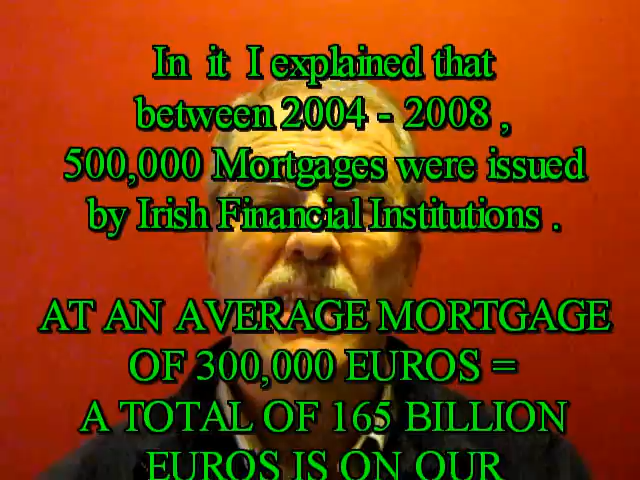 In it I explained that
between 2004 - 2008 ,
500,000 Mortgages were issued
by Irish Financial Institutions .
AT AN AVERAGE MORTGAGE
OF 300,000 EUROS =
A TOTAL OF 165 BILLION
EUROS IS ON OUR